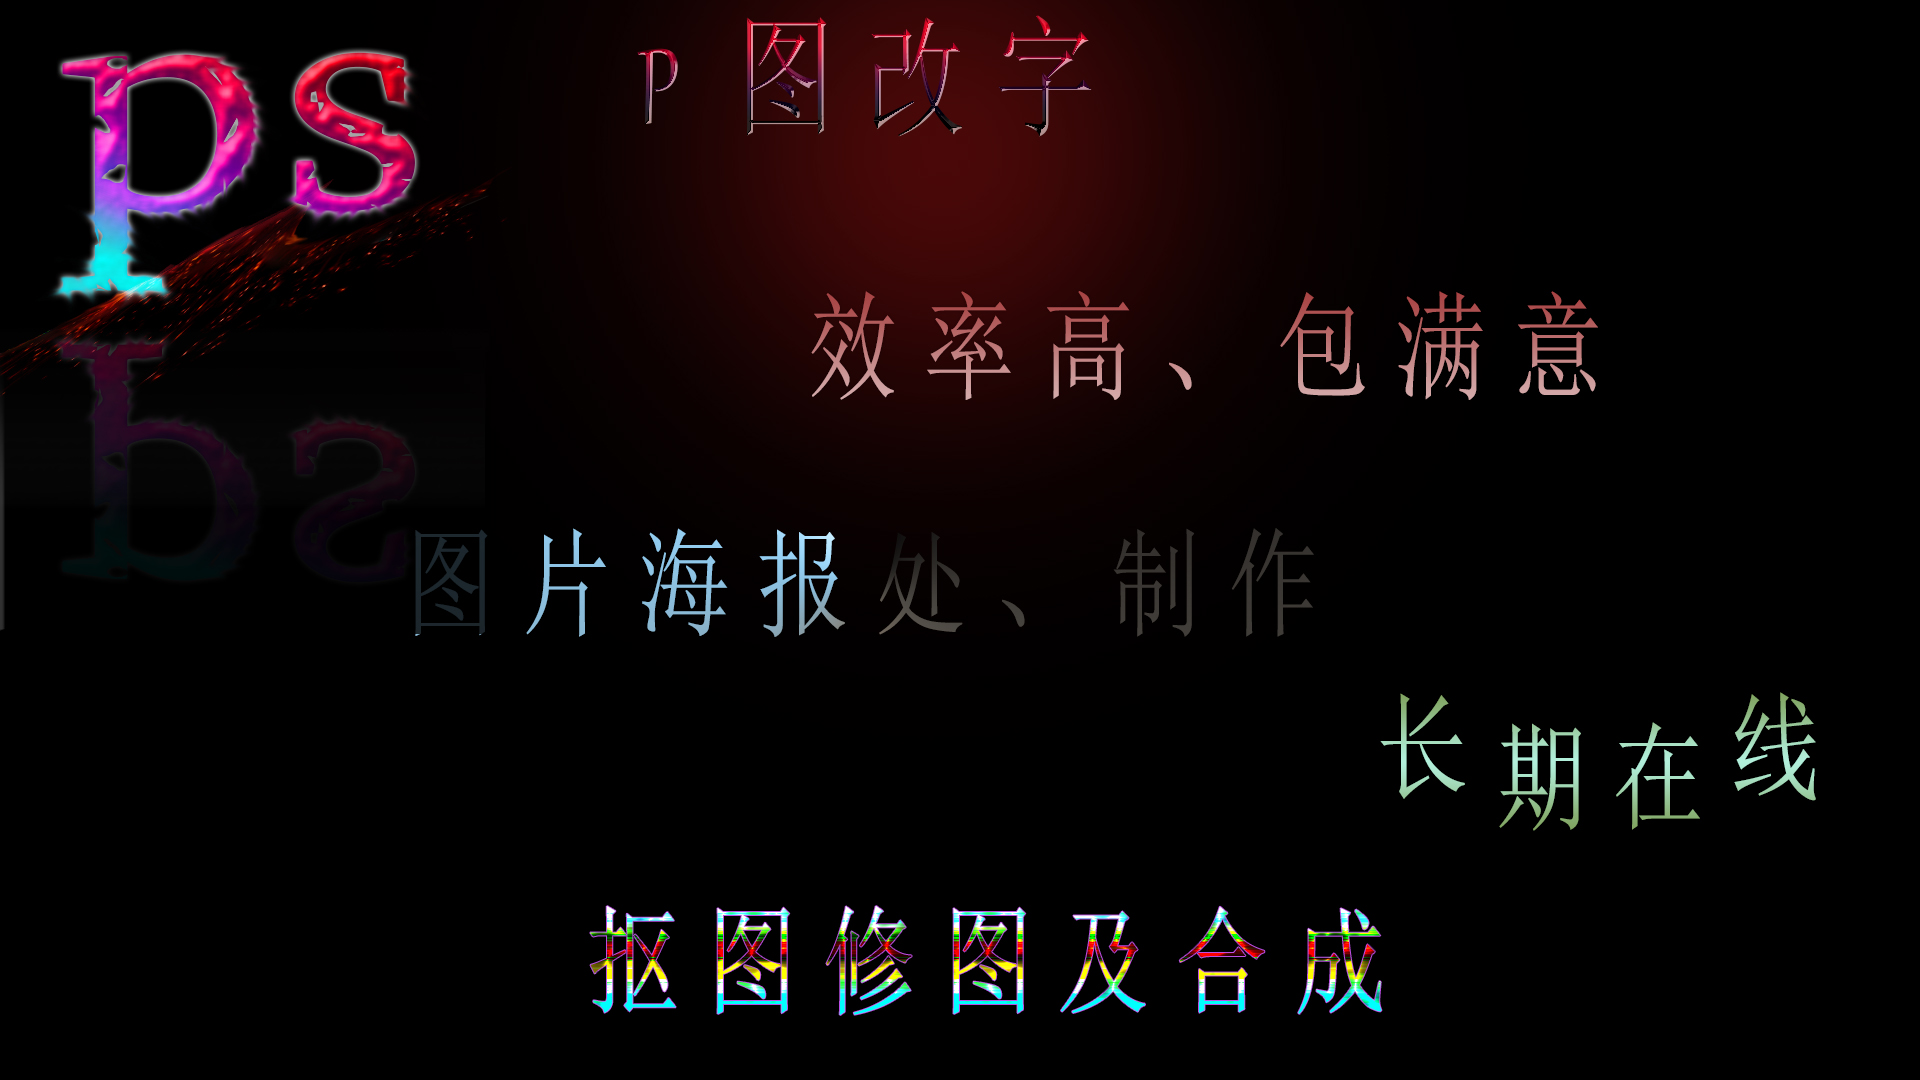 ps
p图改字
效率高、包满意
图片海报处、制作
长期在线
抠图修图及合成